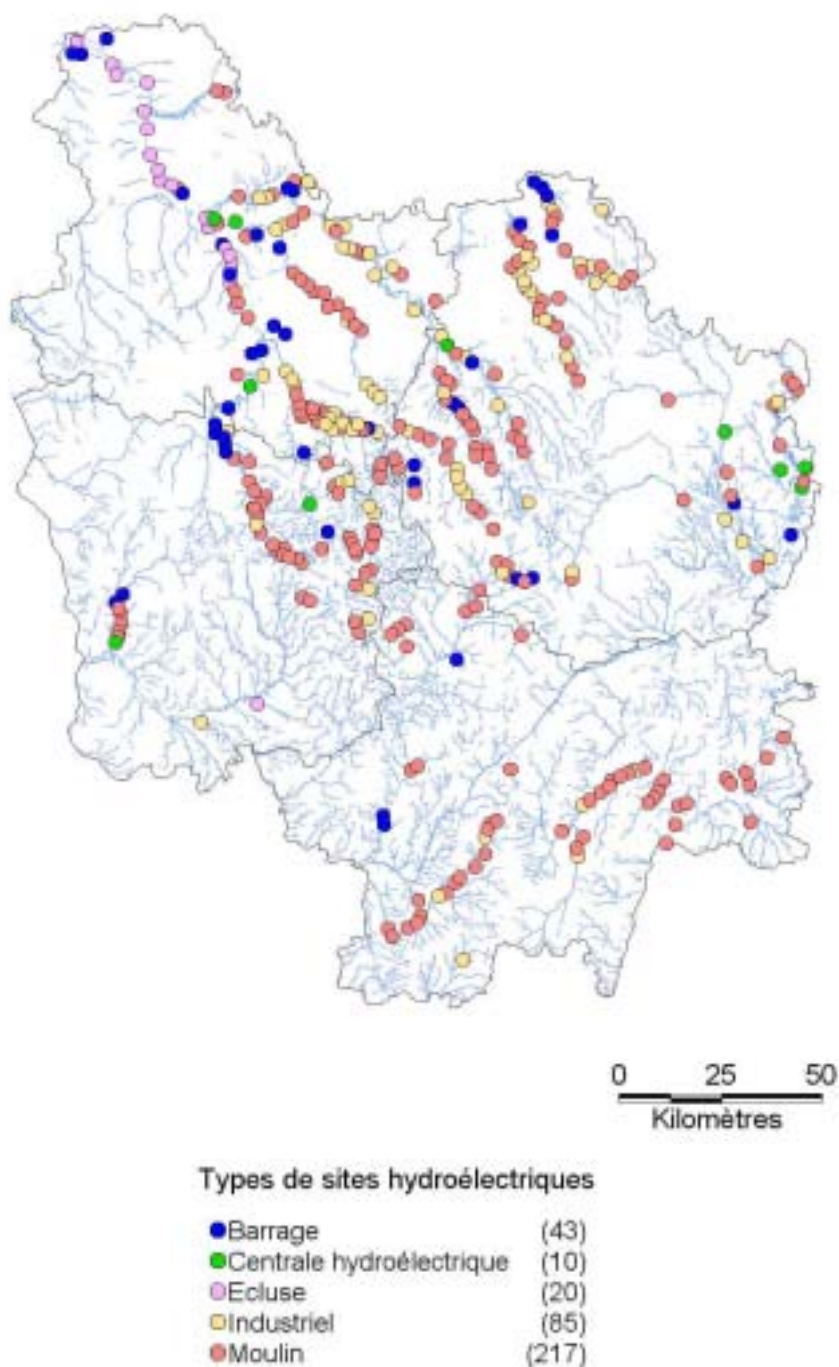 0 25 50
Kilomètres
Types de sites hydroélectriques
Barrage (43)
Centrale hydroélectrique (10)
Ecluse (20)
Industriel (85)
Moulin (217)